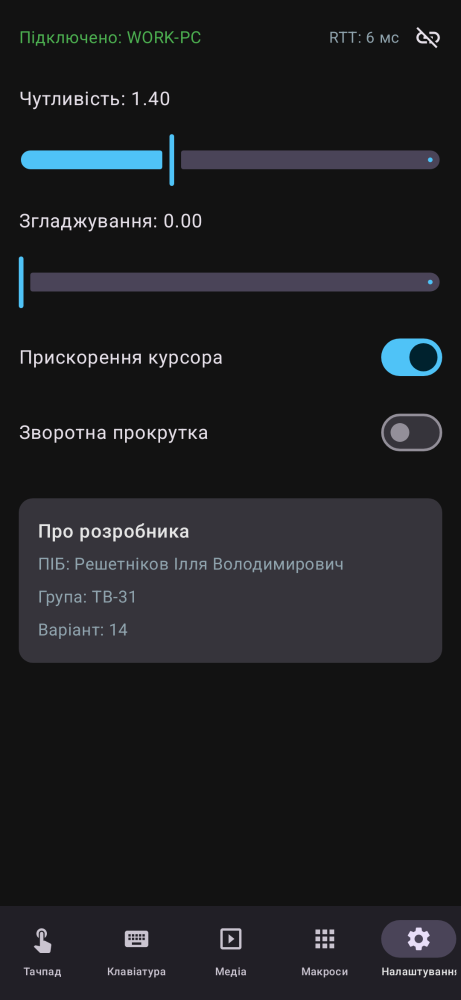 Підключено: WORK-PC RTT: 6 мс
Чутливість: 1.40
Згладжування: 0.00
Прискорення курсора
Зворотна прокрутка
Про розробника
ПІБ: Решетніков Ілля Володимирович
Група: ТВ-31
Варіант: 14
Тачпад Клавіатура Медіа Макроси Налаштуванн